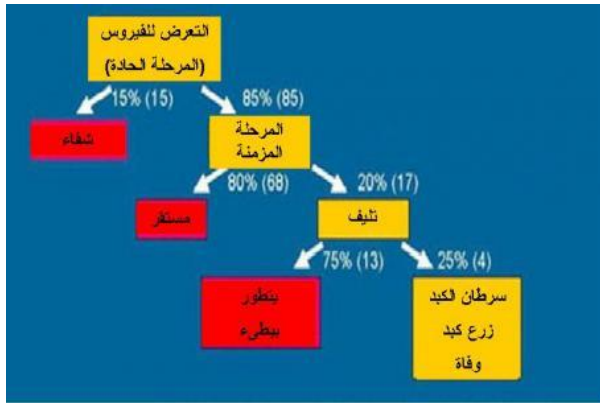 التعرض للفيروس
(المرحلة الحادة)
15% (15)
85% (85)
شفاء
المرحلة
المزمنة
80% (68)
20% (17)
مستقر
تليف
75% (13)
25% (4)
يتطور
ببطيء
سرطان الكبد
زرع كبد
وفاة